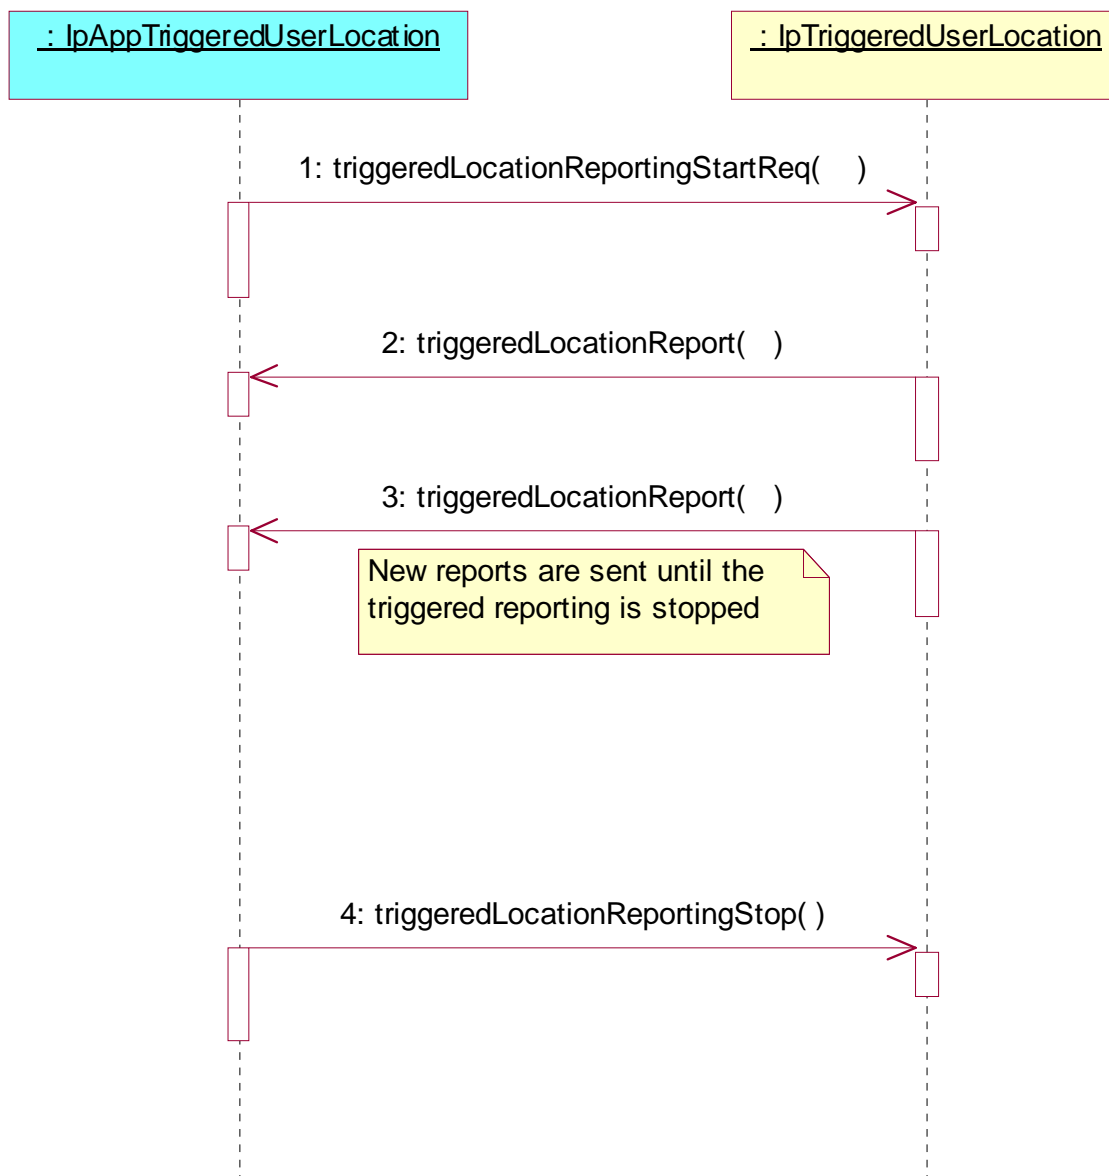 : IpAppTriggeredUserLocation
: IpTriggeredUserLocation
1: triggeredLocationReportingStartReq( )
2: triggeredLocationReport( )
3: triggeredLocationReport( )
New reports are sent until the
triggered reporting is stopped
4: triggeredLocationReportingStop( )